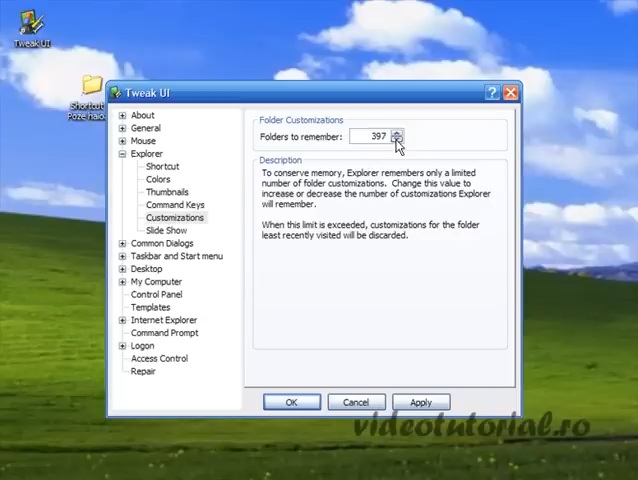 Tweak UI
Shortcut
Tweak UI
About
General
Mouse
Explorer
Shortcut
Colors
Thumbnails
Command Keys
Customizations
Slide Show
Common Dialogs
Taskbar and Start menu
Desktop
My Computer
Control Panel
Templates
Internet Explorer
Command Prompt
Logon
Access Control
Repair
Folder Customizations
Folders to remember: 397
Description
To conserve memory, Explorer remembers only a limited
number of folder customizations. Change this value to
increase or decrease the number of customizations Explorer
will remember.
When this limit is exceeded, customizations for the folder
least recently visited will be discarded.
OK
Cancel
Apply
videotutorial.ro